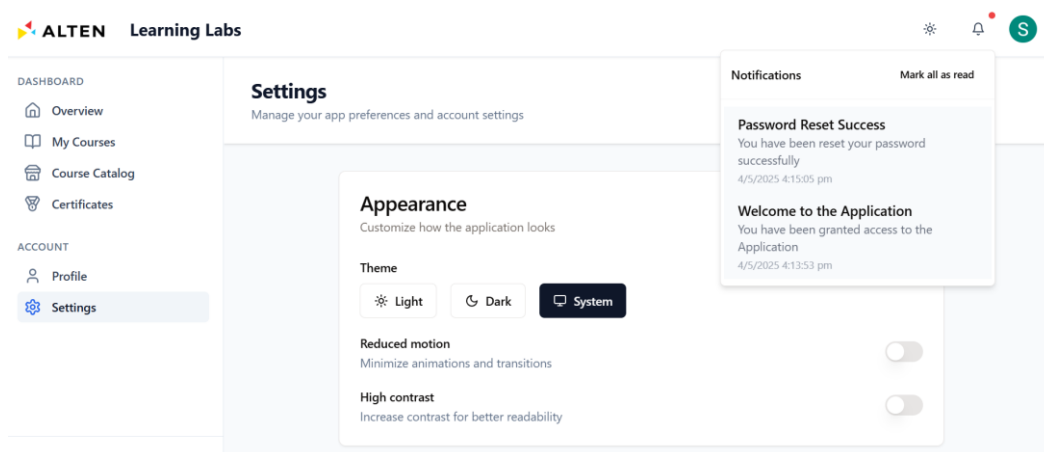 ALTEN Learning Labs
S
DASHBOARD
Overview
My Courses
Course Catalog
Certificates
ACCOUNT
Profile
Settings
Settings
Manage your app preferences and account settings
Appearance
Customize how the application looks
Theme
Light Dark System
Reduced motion
Minimize animations and transitions
High contrast
Increase contrast for better readability
Notifications Mark all as read
Password Reset Success
You have been reset your password
successfully
4/5/2025 4:15:05 pm
Welcome to the Application
You have been granted access to the
Application
4/5/2025 4:13:53 pm